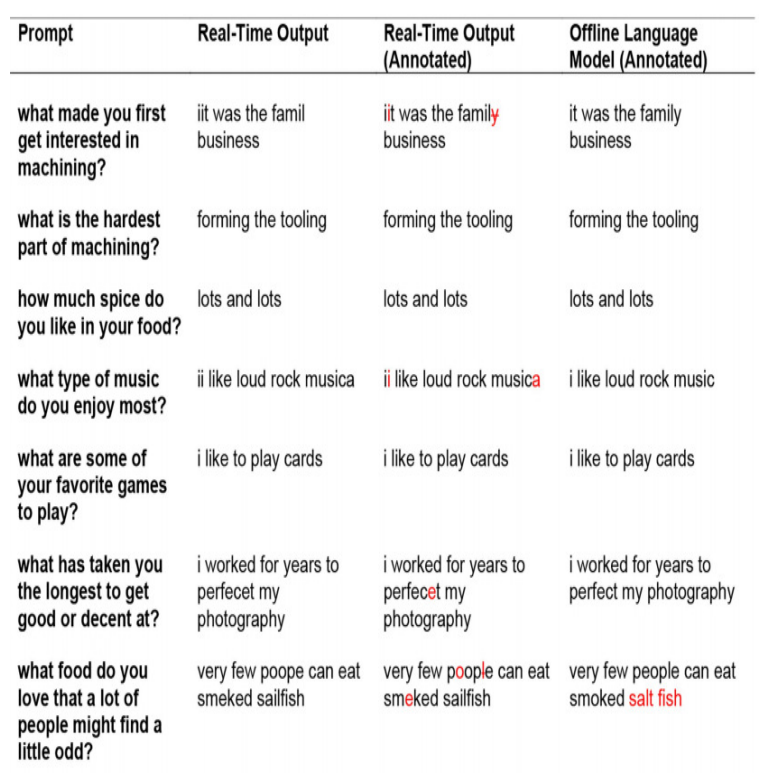 Prompt Real-Time Output Real-Time Output (Annotated) Offline Language Model (Annotated)
what made you first get interested in machining? iit was the famil business iit was the family business it was the family business
what is the hardest part of machining? forming the tooling forming the tooling forming the tooling
how much spice do you like in your food? lots and lots lots and lots lots and lots
what type of music do you enjoy most? ii like loud rock musica ii like loud rock musica i like loud rock music
what are some of your favorite games to play? i like to play cards i like to play cards i like to play cards
what has taken you the longest to get good or decent at? i worked for years to perfecet my photography i worked for years to perfecet my photography i worked for years to perfect my photography
what food do you love that a lot of people might find a little odd? very few poope can eat smeked sailfish very few poople can eat smeked sailfish very few people can eat smoked salt fish